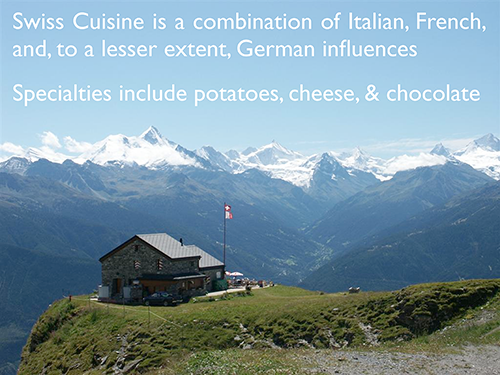 Swiss Cuisine is a combination of Italian, French,
and, to a lesser extent, German influences
Specialties include potatoes, cheese, & chocolate